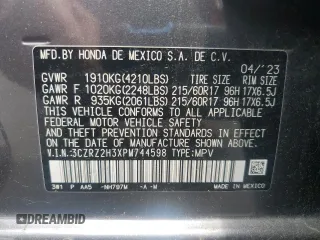 MFD.BY HONDA DE MEXICO S.A. DE C.V.
04/'23
GVWR 1910KG(4210LBS) TIRE SIZE RIM SIZE
GAWR F 1020KG(2248LBS) 215/60R17 96H 17X6.5J
GAWR R 935KG(2061LBS) 215/60R17 96H 17X6.5J
THIS VEHICLE CONFORMS TO ALL APPLICABLE
FEDERAL MOTOR VEHICLE SAFETY AND THEFT
PREVENTION STANDARDS IN EFFECT ON THE DATE
OF MANUFACTURE SHOWN ABOVE.
V.I.N:3CZRZ2H3XPM744598 TYPE:MPV
3W1 P AA5 -NH797M -A -M MADE IN MEXICO